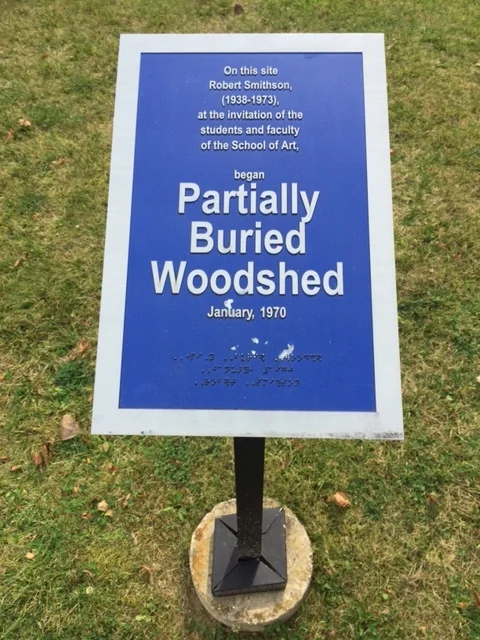 On this site
Robert Smithson,
(1938-1973),
at the invitation of the
students and faculty
of the School of Art,
began
Partially
Buried
Woodshed
January, 1970